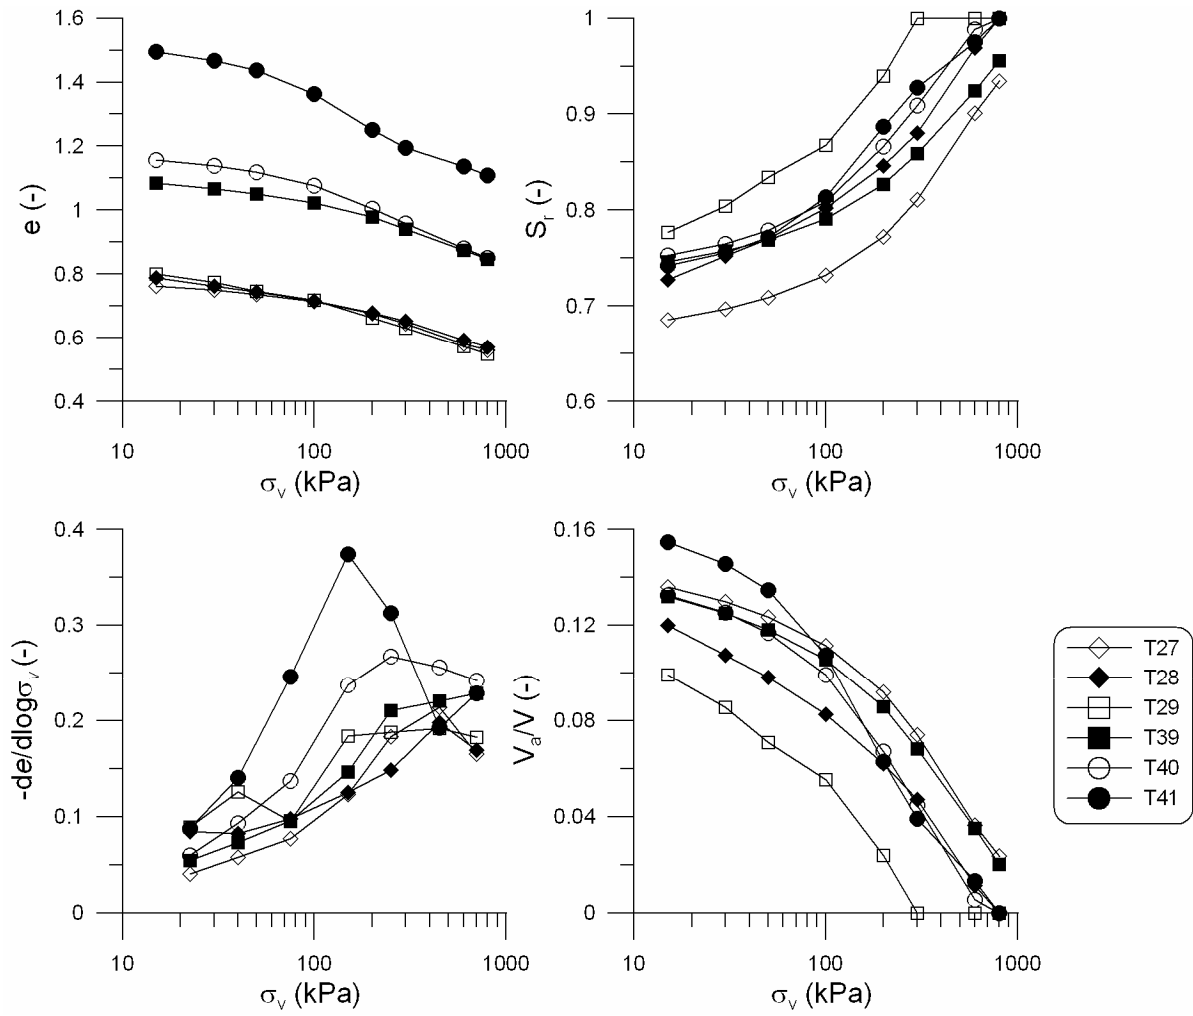 1.6
1.4
1.2
1
0.8
0.6
0.4
e (-)
10
100
1000
σv (kPa)
1
0.9
0.8
0.7
0.6
Sr (-)
10
100
1000
σv (kPa)
0.4
0.3
0.2
0.1
0
-de/dlogσv (-)
10
100
1000
σv (kPa)
0.16
0.12
0.08
0.04
0
Va/V (-)
10
100
1000
σv (kPa)
T27
T28
T29
T39
T40
T41